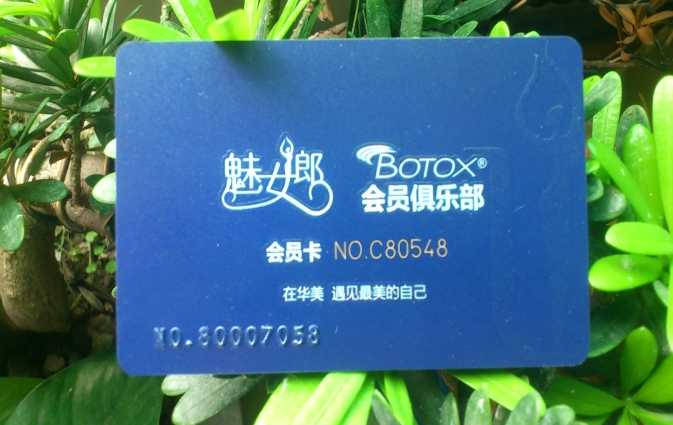 魅女郎 BOTOX®
会员俱乐部
会员卡 NO.C80548
在华美 遇见最美的自己
NO.80007058